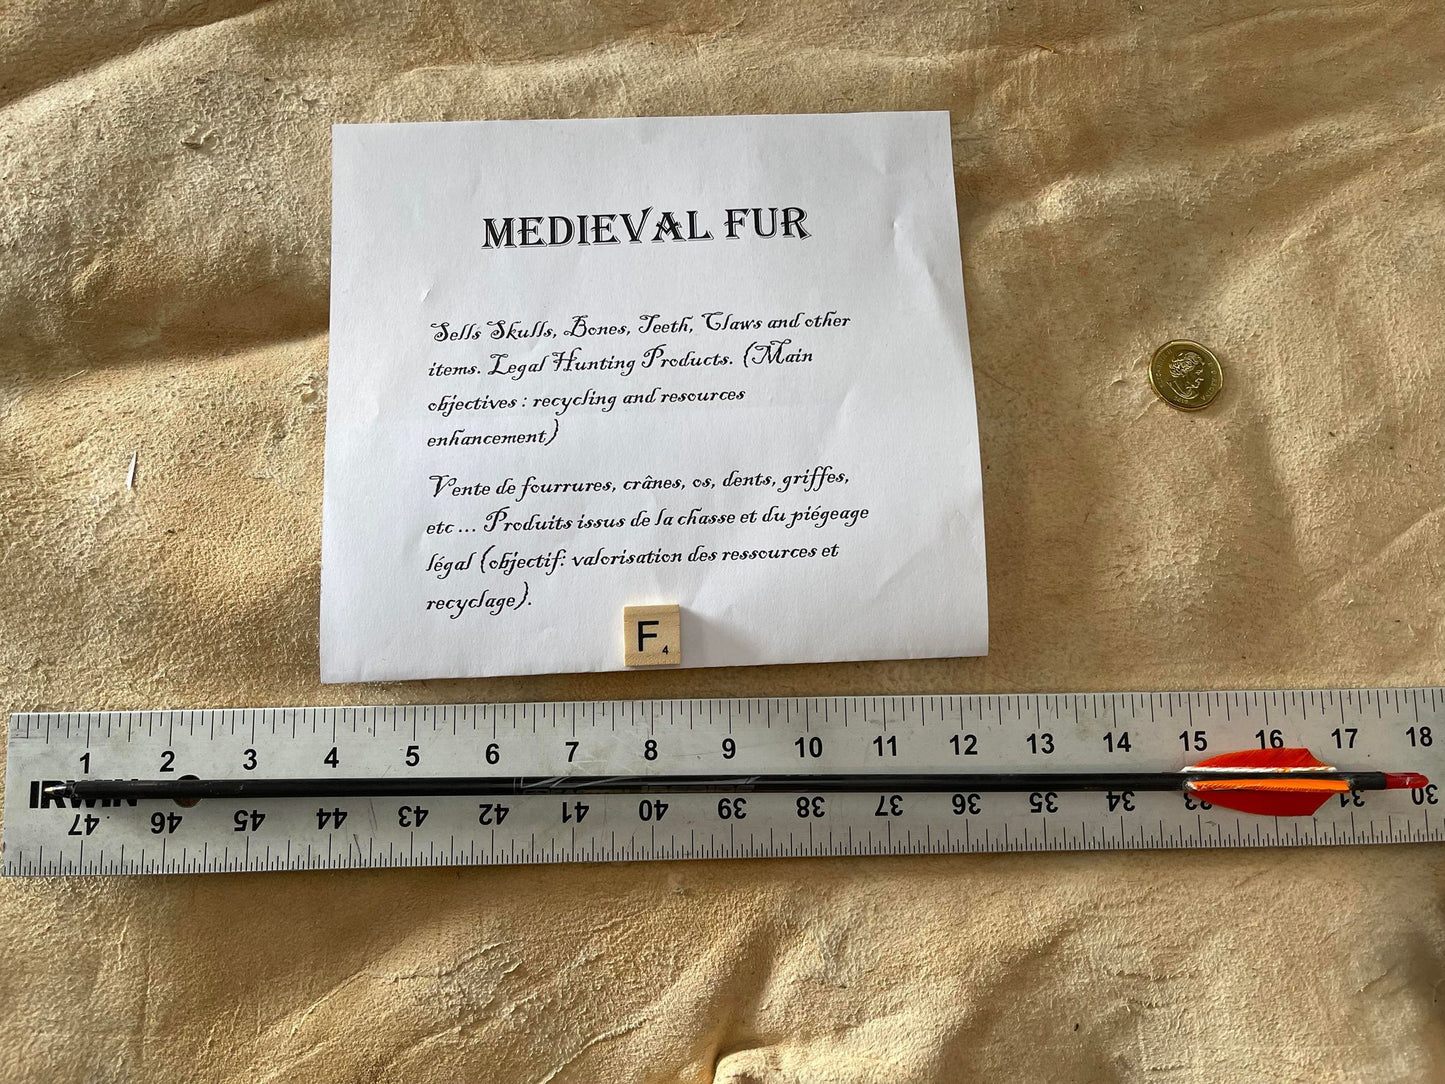 MEDIEVAL FUR
Sells Skulls, Bones, Teeth, Claws and other
items. Legal Hunting Products. (Main
objectives : recycling and resources
enhancement)
Vente de fourrures, crânes, os, dents, griffes,
etc ... Produits issus de la chasse et du piégeage
légal (objectif: valorisation des ressources et
recyclage).
F 4
1 2 3 4 5 6 7 8 9 10 11 12 13 14 15 16 17 18
IRWIN
47 46 45 44 43 42 41 40 39 38 37 36 35 34 33 31 30